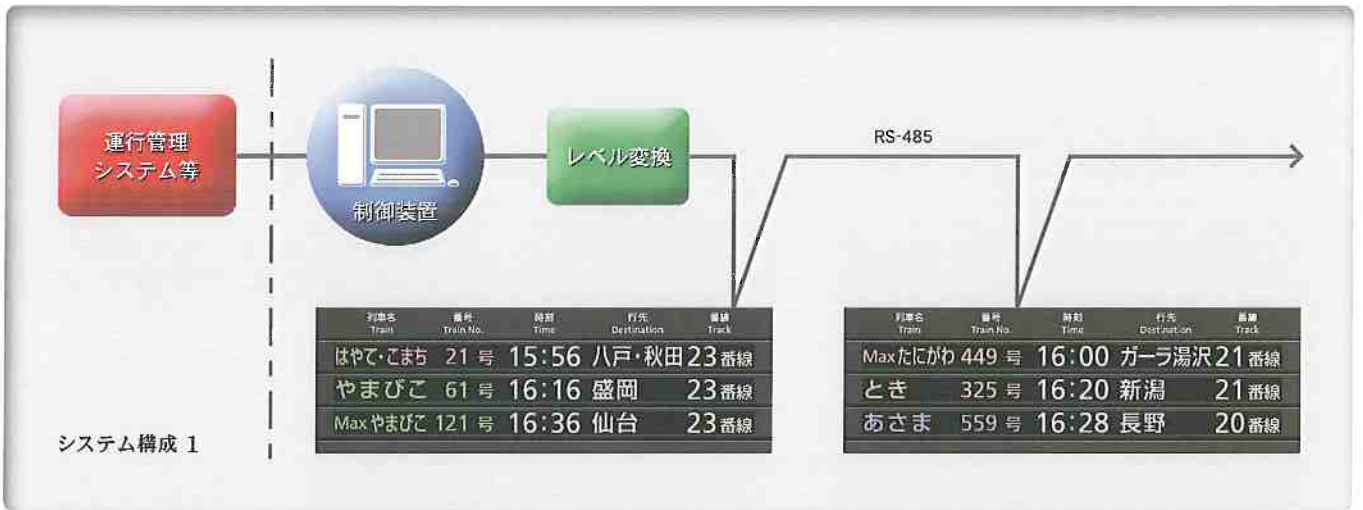 運行管理
システム等
制御装置
レベル変換
RS-485
列車名 番号 時刻 行先 番線
Train Train No. Time Destination Track
はやて・こまち 21 号 15:56 八戸・秋田 23 番線
やまびこ 61 号 16:16 盛岡 23 番線
Maxやまびこ 121 号 16:36 仙台 23 番線
列車名 番号 時刻 行先 番線
Train Train No. Time Destination Track
Maxたにがわ 449 号 16:00 ガーラ湯沢 21 番線
とき 325 号 16:20 新潟 21 番線
あさま 559 号 16:28 長野 20 番線
システム構成 1